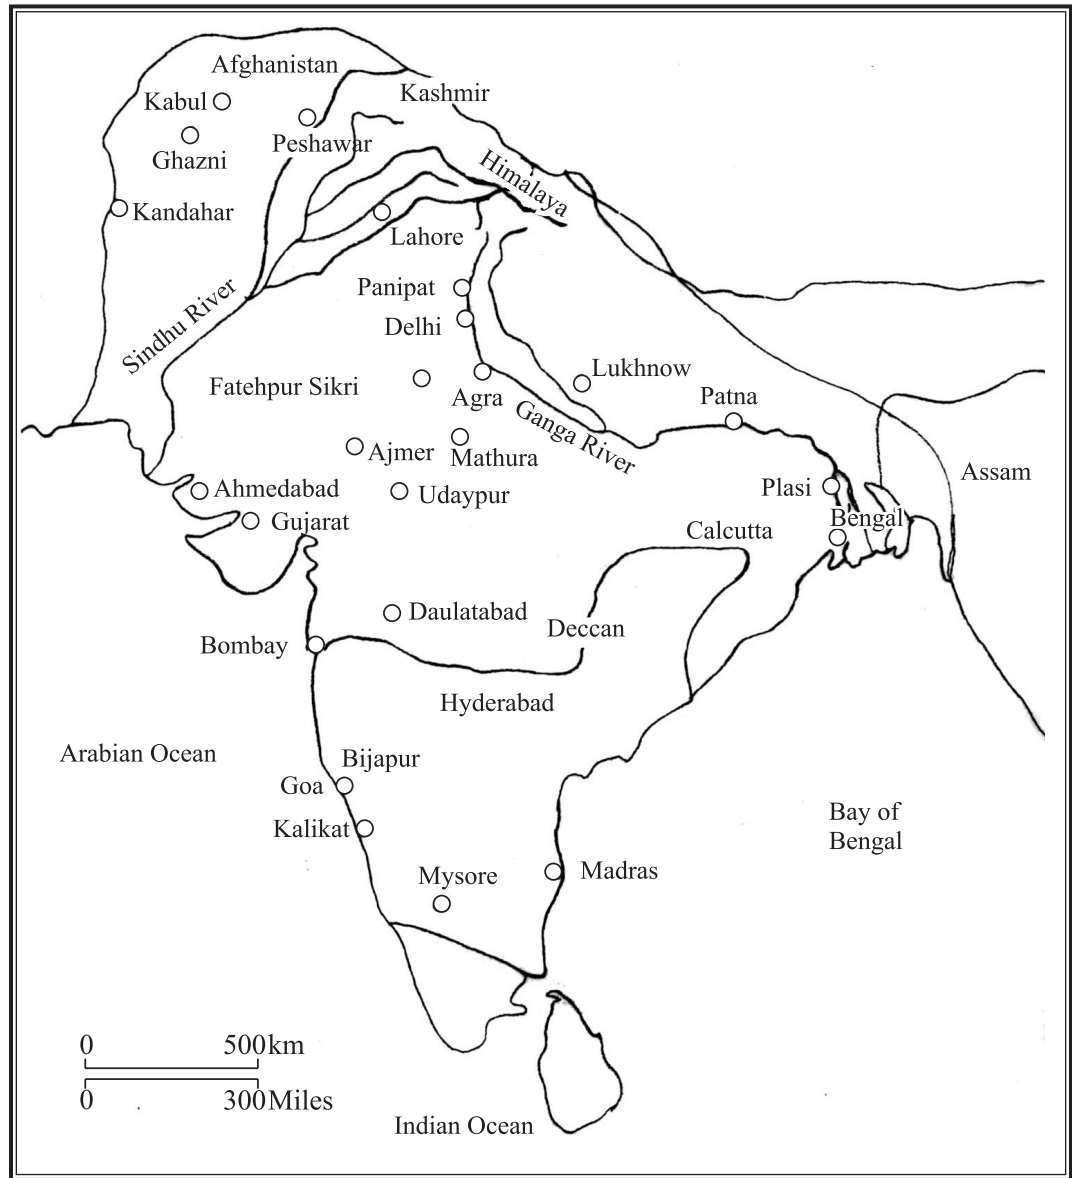 Afghanistan
Kashmir
Kabul
Peshawar
Ghazni
Himalaya
Kandahar
Lahore
Panipat
Sindhu River
Delhi
Lukhnow
Fatehpur Sikri
Agra
Patna
Ganga River
Ajmer
Mathura
Assam
Ahmedabad
Udaypur
Plasi
Gujarat
Bengal
Calcutta
Daulatabad
Deccan
Bombay
Hyderabad
Arabian Ocean
Bijapur
Goa
Kalikat
Bay of
Bengal
Mysore
Madras
0 500km
0 300Miles
Indian Ocean